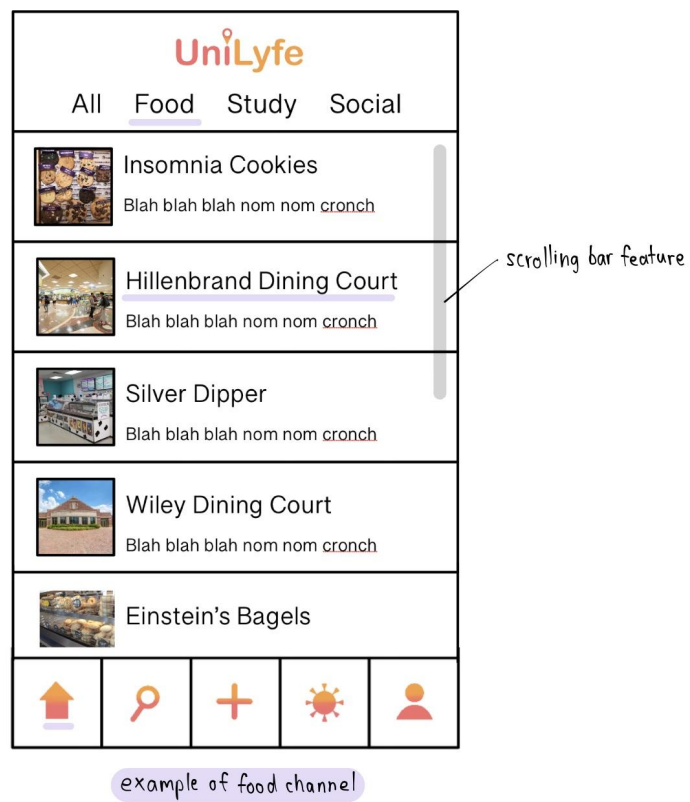 UniLyfe
All Food Study Social
Insomnia Cookies
Blah blah blah nom nom cronch
Hillenbrand Dining Court
Blah blah blah nom nom cronch
scrolling bar feature
Silver Dipper
Blah blah blah nom nom cronch
Wiley Dining Court
Blah blah blah nom nom cronch
Einstein’s Bagels
example of food channel